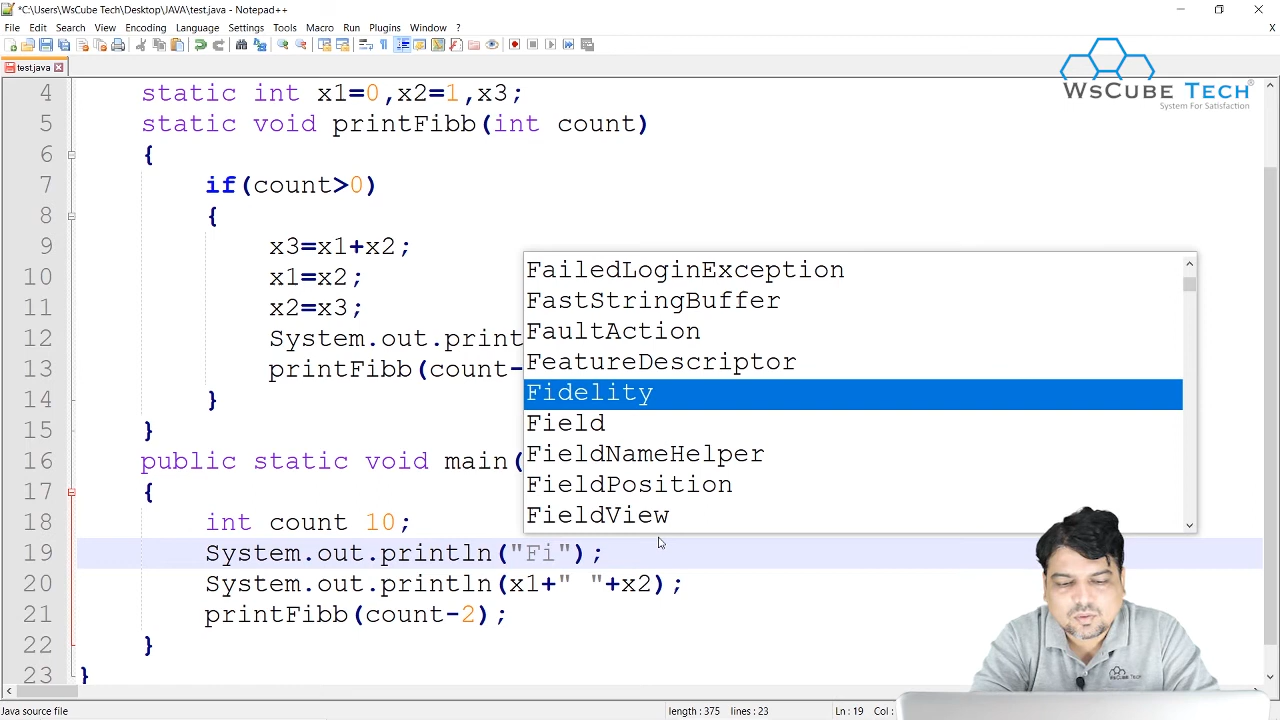 *C:\Users\WsCube Tech\Desktop\JAVA\test.java - Notepad++
File Edit Search View Encoding Language Settings Tools Macro Run Plugins Window ?
X
test.java
WsCube Tech
®
System For Satisfaction
4 static int x1=0,x2=1,x3;
5 static void printFibb(int count)
6 {
7 if(count>0)
8 {
9 x3=x1+x2;
10 x1=x2;
11 x2=x3;
12 System.out.print
13 printFibb(count-
14 }
15 }
16 public static void main(
17 {
18 int count 10;
19 System.out.println("Fi");
20 System.out.println(x1+" "+x2);
21 printFibb(count-2);
22 }
23 }
FailedLoginException
FastStringBuffer
FaultAction
FeatureDescriptor
Fidelity
Field
FieldNameHelper
FieldPosition
FieldView
WsCube Tech
Java source file
length : 375 lines : 23
Ln : 19 Col :